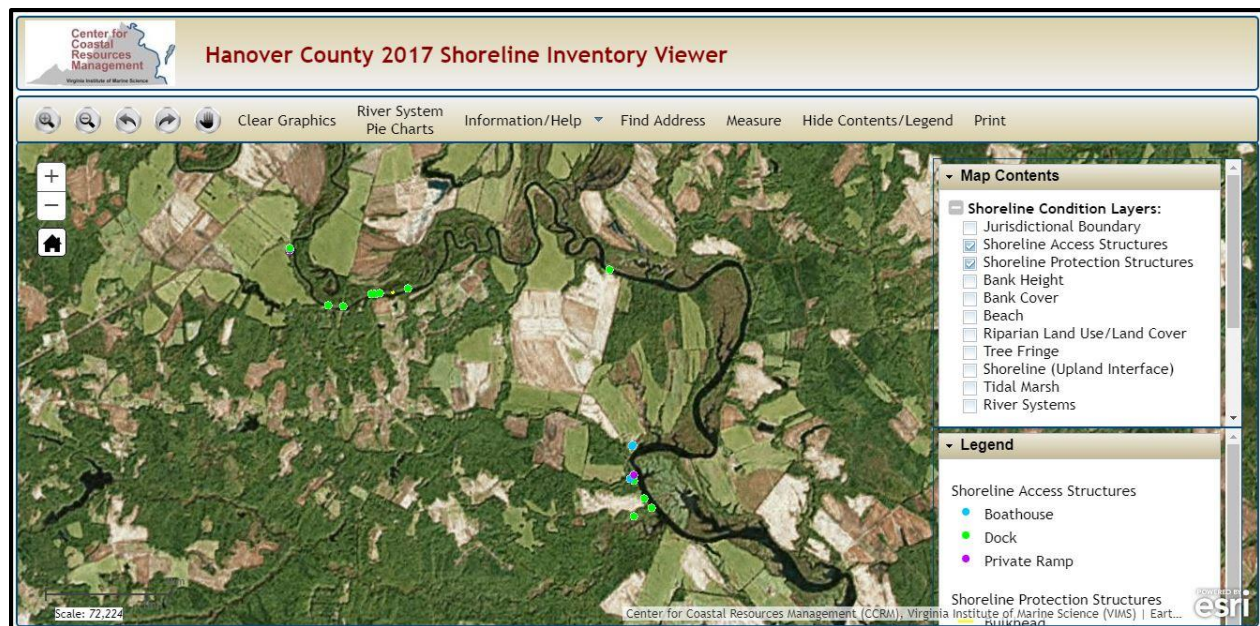 Center for
Coastal
Resources
Management
Virginia Institute of Marine Science
Hanover County 2017 Shoreline Inventory Viewer
Clear Graphics
River System
Pie Charts
Information/Help
Find Address
Measure
Hide Contents/Legend
Print
+
−
Map Contents
Shoreline Condition Layers:
Jurisdictional Boundary
Shoreline Access Structures
Shoreline Protection Structures
Bank Height
Bank Cover
Beach
Riparian Land Use/Land Cover
Tree Fringe
Shoreline (Upland Interface)
Tidal Marsh
River Systems
Legend
Shoreline Access Structures
Boathouse
Dock
Private Ramp
Shoreline Protection Structures
Bulkhead
Scale: 72,224
Center for Coastal Resources Management (CCRM), Virginia Institute of Marine Science (VIMS) | Eart...
POWERED BY
esri